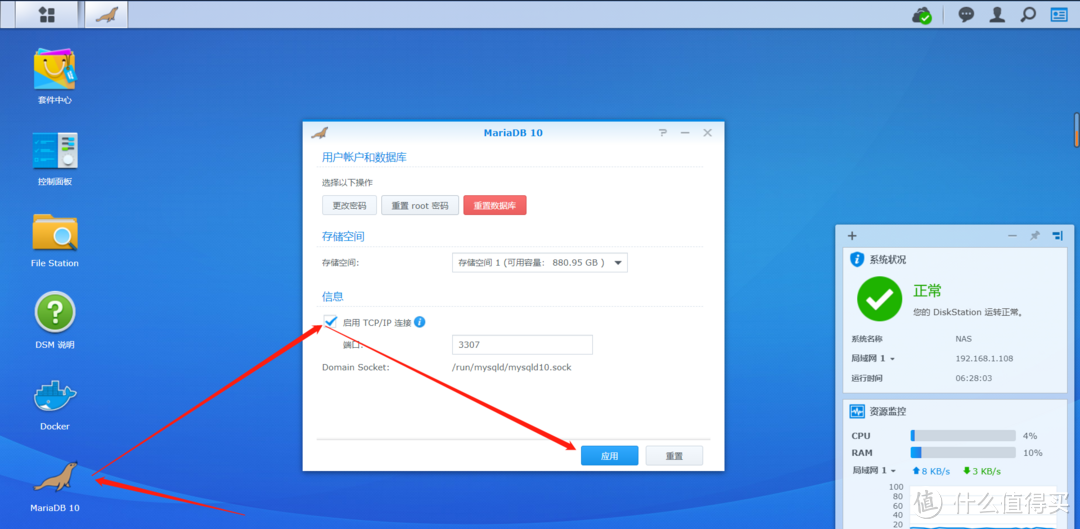 套件中心
控制面板
File Station
DSM 说明
Docker
MariaDB 10
MariaDB 10
用户帐户和数据库
选择以下操作
更改密码 重置 root 密码 重置数据库
存储空间
存储空间: 存储空间 1 (可用容量: 880.95 GB )
信息
启用 TCP/IP 连接
端口: 3307
Domain Socket: /run/mysqld/mysqld10.sock
应用 重置
系统状况
正常
您的 DiskStation 运转正常。
系统名称 NAS
局域网 1 192.168.1.108
运行时间 06:28:03
资源监控
CPU 4%
RAM 10%
局域网 1 8 KB/s 3 KB/s
100
80
60
40
20
值 什么值得买